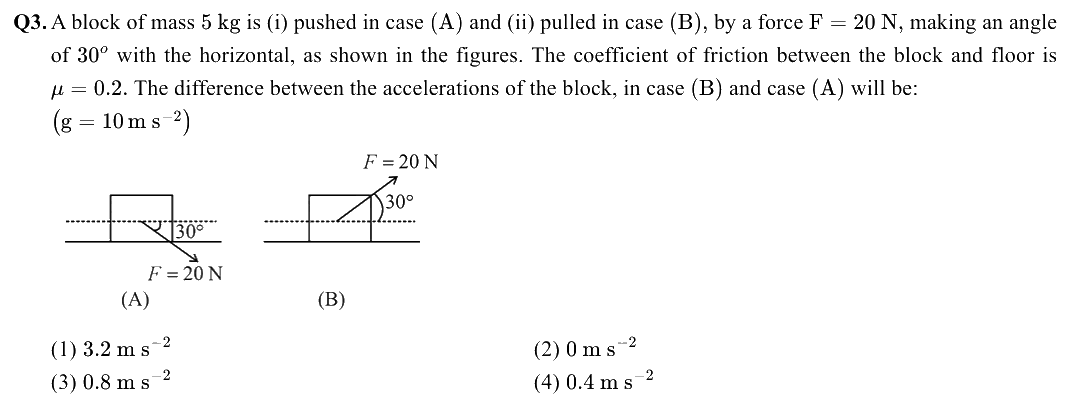 Q3. A block of mass 5 kg is (i) pushed in case (A) and (ii) pulled in case (B), by a force F = 20 N, making an angle
of 30° with the horizontal, as shown in the figures. The coefficient of friction between the block and floor is
μ = 0.2. The difference between the accelerations of the block, in case (B) and case (A) will be:
(g = 10 m s⁻²)
F = 20 N
30°
30°
F = 20 N
(A) (B)
(1) 3.2 m s⁻² (2) 0 m s⁻²
(3) 0.8 m s⁻² (4) 0.4 m s⁻²